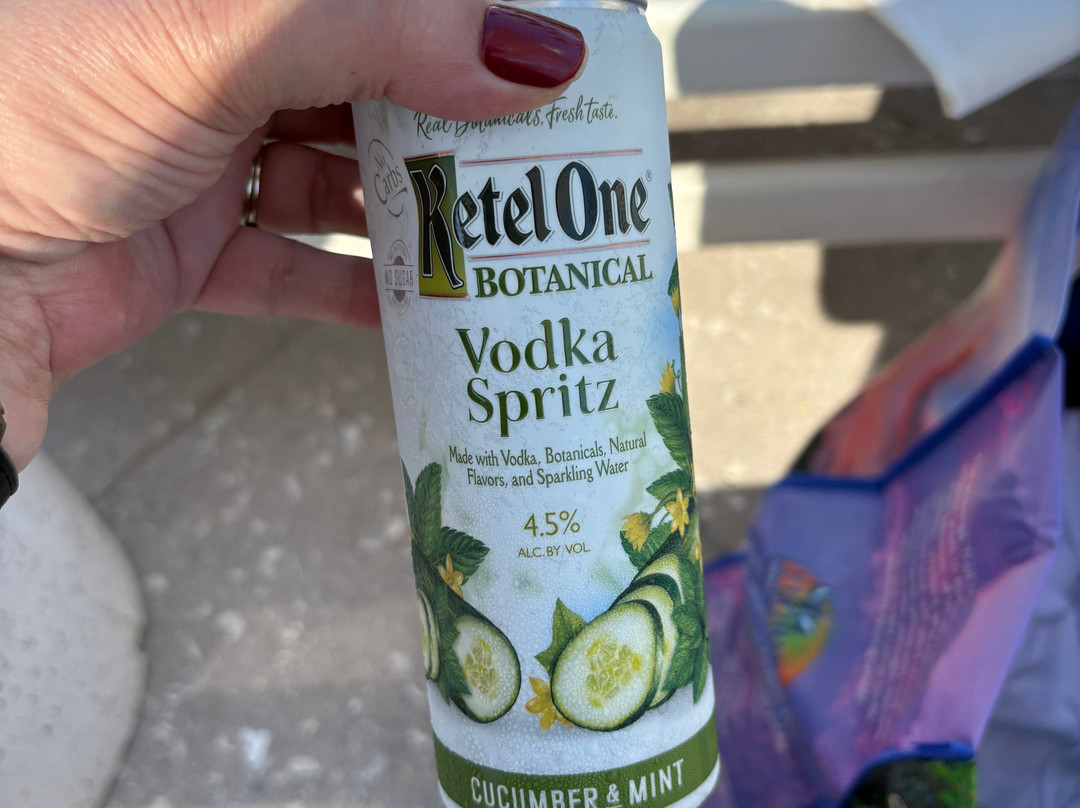 Real Botanicals. Fresh taste.
No
Carbs
NO SUGAR
Ketel One®
BOTANICAL
Vodka
Spritz
Made with Vodka, Botanicals, Natural
Flavors, and Sparkling Water
4.5%
ALC. BY VOL.
CUCUMBER & MINT